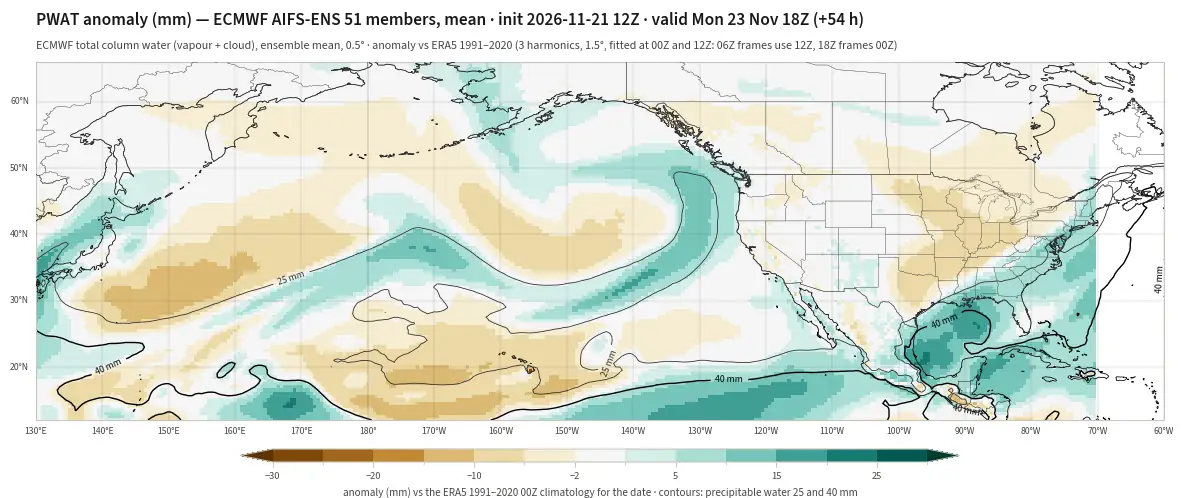 PWAT anomaly (mm) — ECMWF AIFS-ENS 51 members, mean · init 2026-11-21 12Z · valid Mon 23 Nov 18Z (+54 h)
ECMWF total column water (vapour + cloud), ensemble mean, 0.5° · anomaly vs ERA5 1991–2020 (3 harmonics, 1.5°, fitted at 00Z and 12Z: 06Z frames use 12Z, 18Z frames 00Z)
60°N
50°N
40°N
30°N
20°N
25 mm
40 mm
25 mm
40 mm
40 mm
40 mm
40 mm
130°E 140°E 150°E 160°E 170°E 180° 170°W 160°W 150°W 140°W 130°W 120°W 110°W 100°W 90°W 80°W 70°W 60°W
−30 −20 −10 −2 5 15 25
anomaly (mm) vs the ERA5 1991–2020 00Z climatology for the date · contours: precipitable water 25 and 40 mm